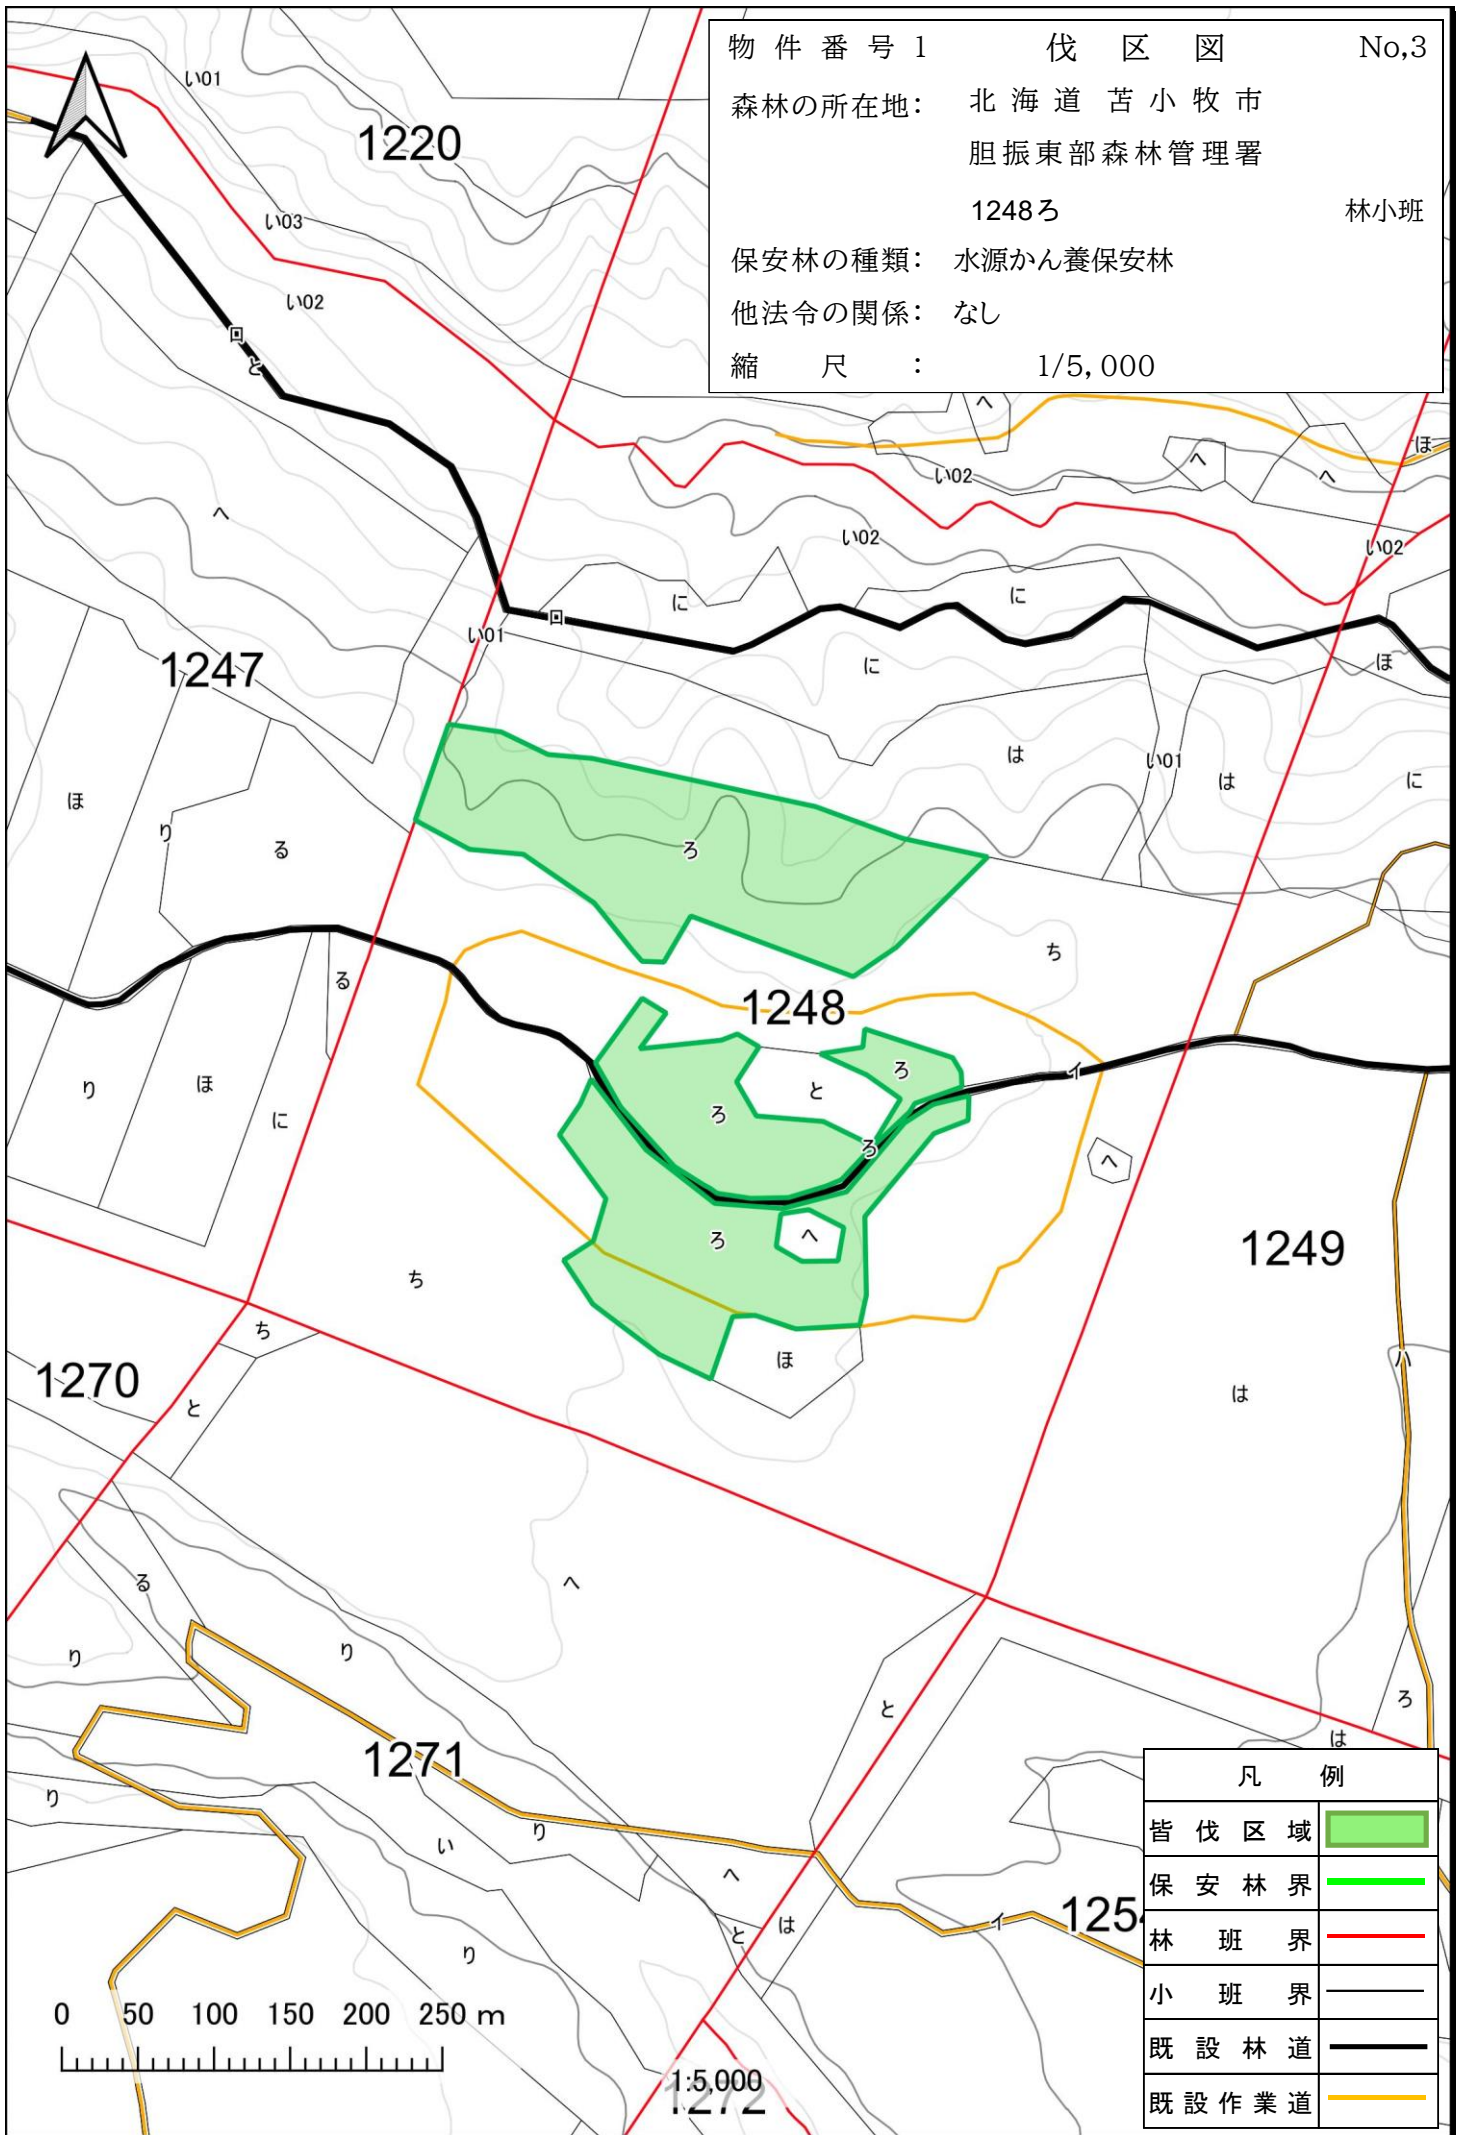 物件番号1 伐区図 No,3
森林の所在地： 北海道 苫小牧市
胆振東部森林管理署
1248ろ 林小班
保安林の種類： 水源かん養保安林
他法令の関係： なし
縮尺： 1/5,000
い01
1220
い03
い02
ロ
と
へ
へ
へ
へ
ほ
い02
い02
い02
に
に
ロ
い01
に
ほ
1247
は
い01
は
に
ほ
り
る
ろ
ち
る
1248
ろ
イ
と
り
ほ
に
ろ
ろ
へ
ろ
へ
1249
ち
ち
ほ
ハ
1270
と
は
へ
る
り
り
と
ろ
は
1271
り
い
り
へ
と
は
イ
125
り
凡例
皆伐区域
保安林界
林班界
小班界
既設林道
既設作業道
0 50 100 150 200 250 m
1:5,000
1272